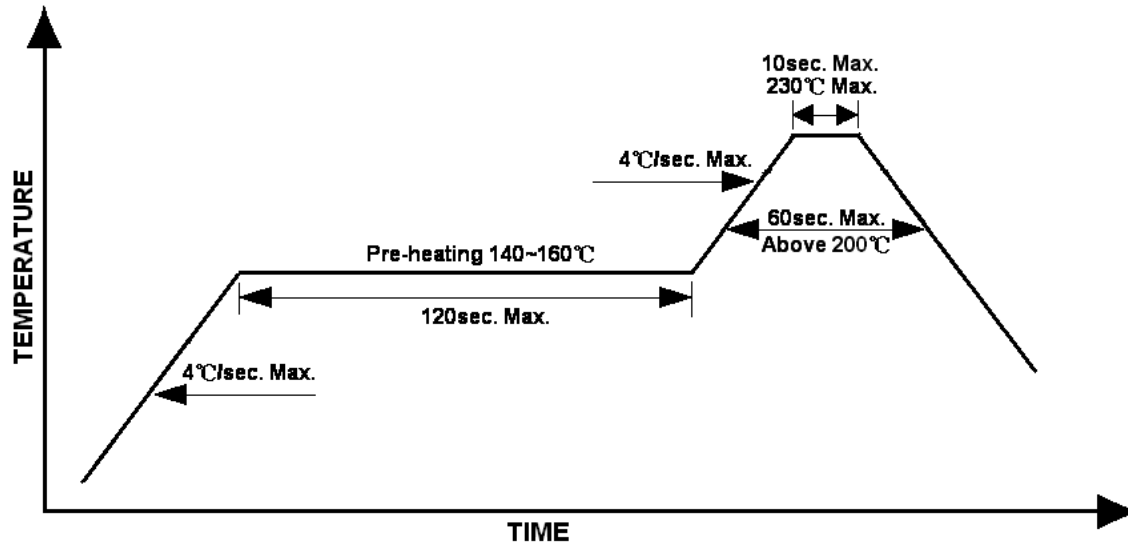 10sec. Max.
230℃ Max.
4℃/sec. Max.
60sec. Max.
Above 200℃
Pre-heating 140~160℃
120sec. Max.
4℃/sec. Max.
TEMPERATURE
TIME